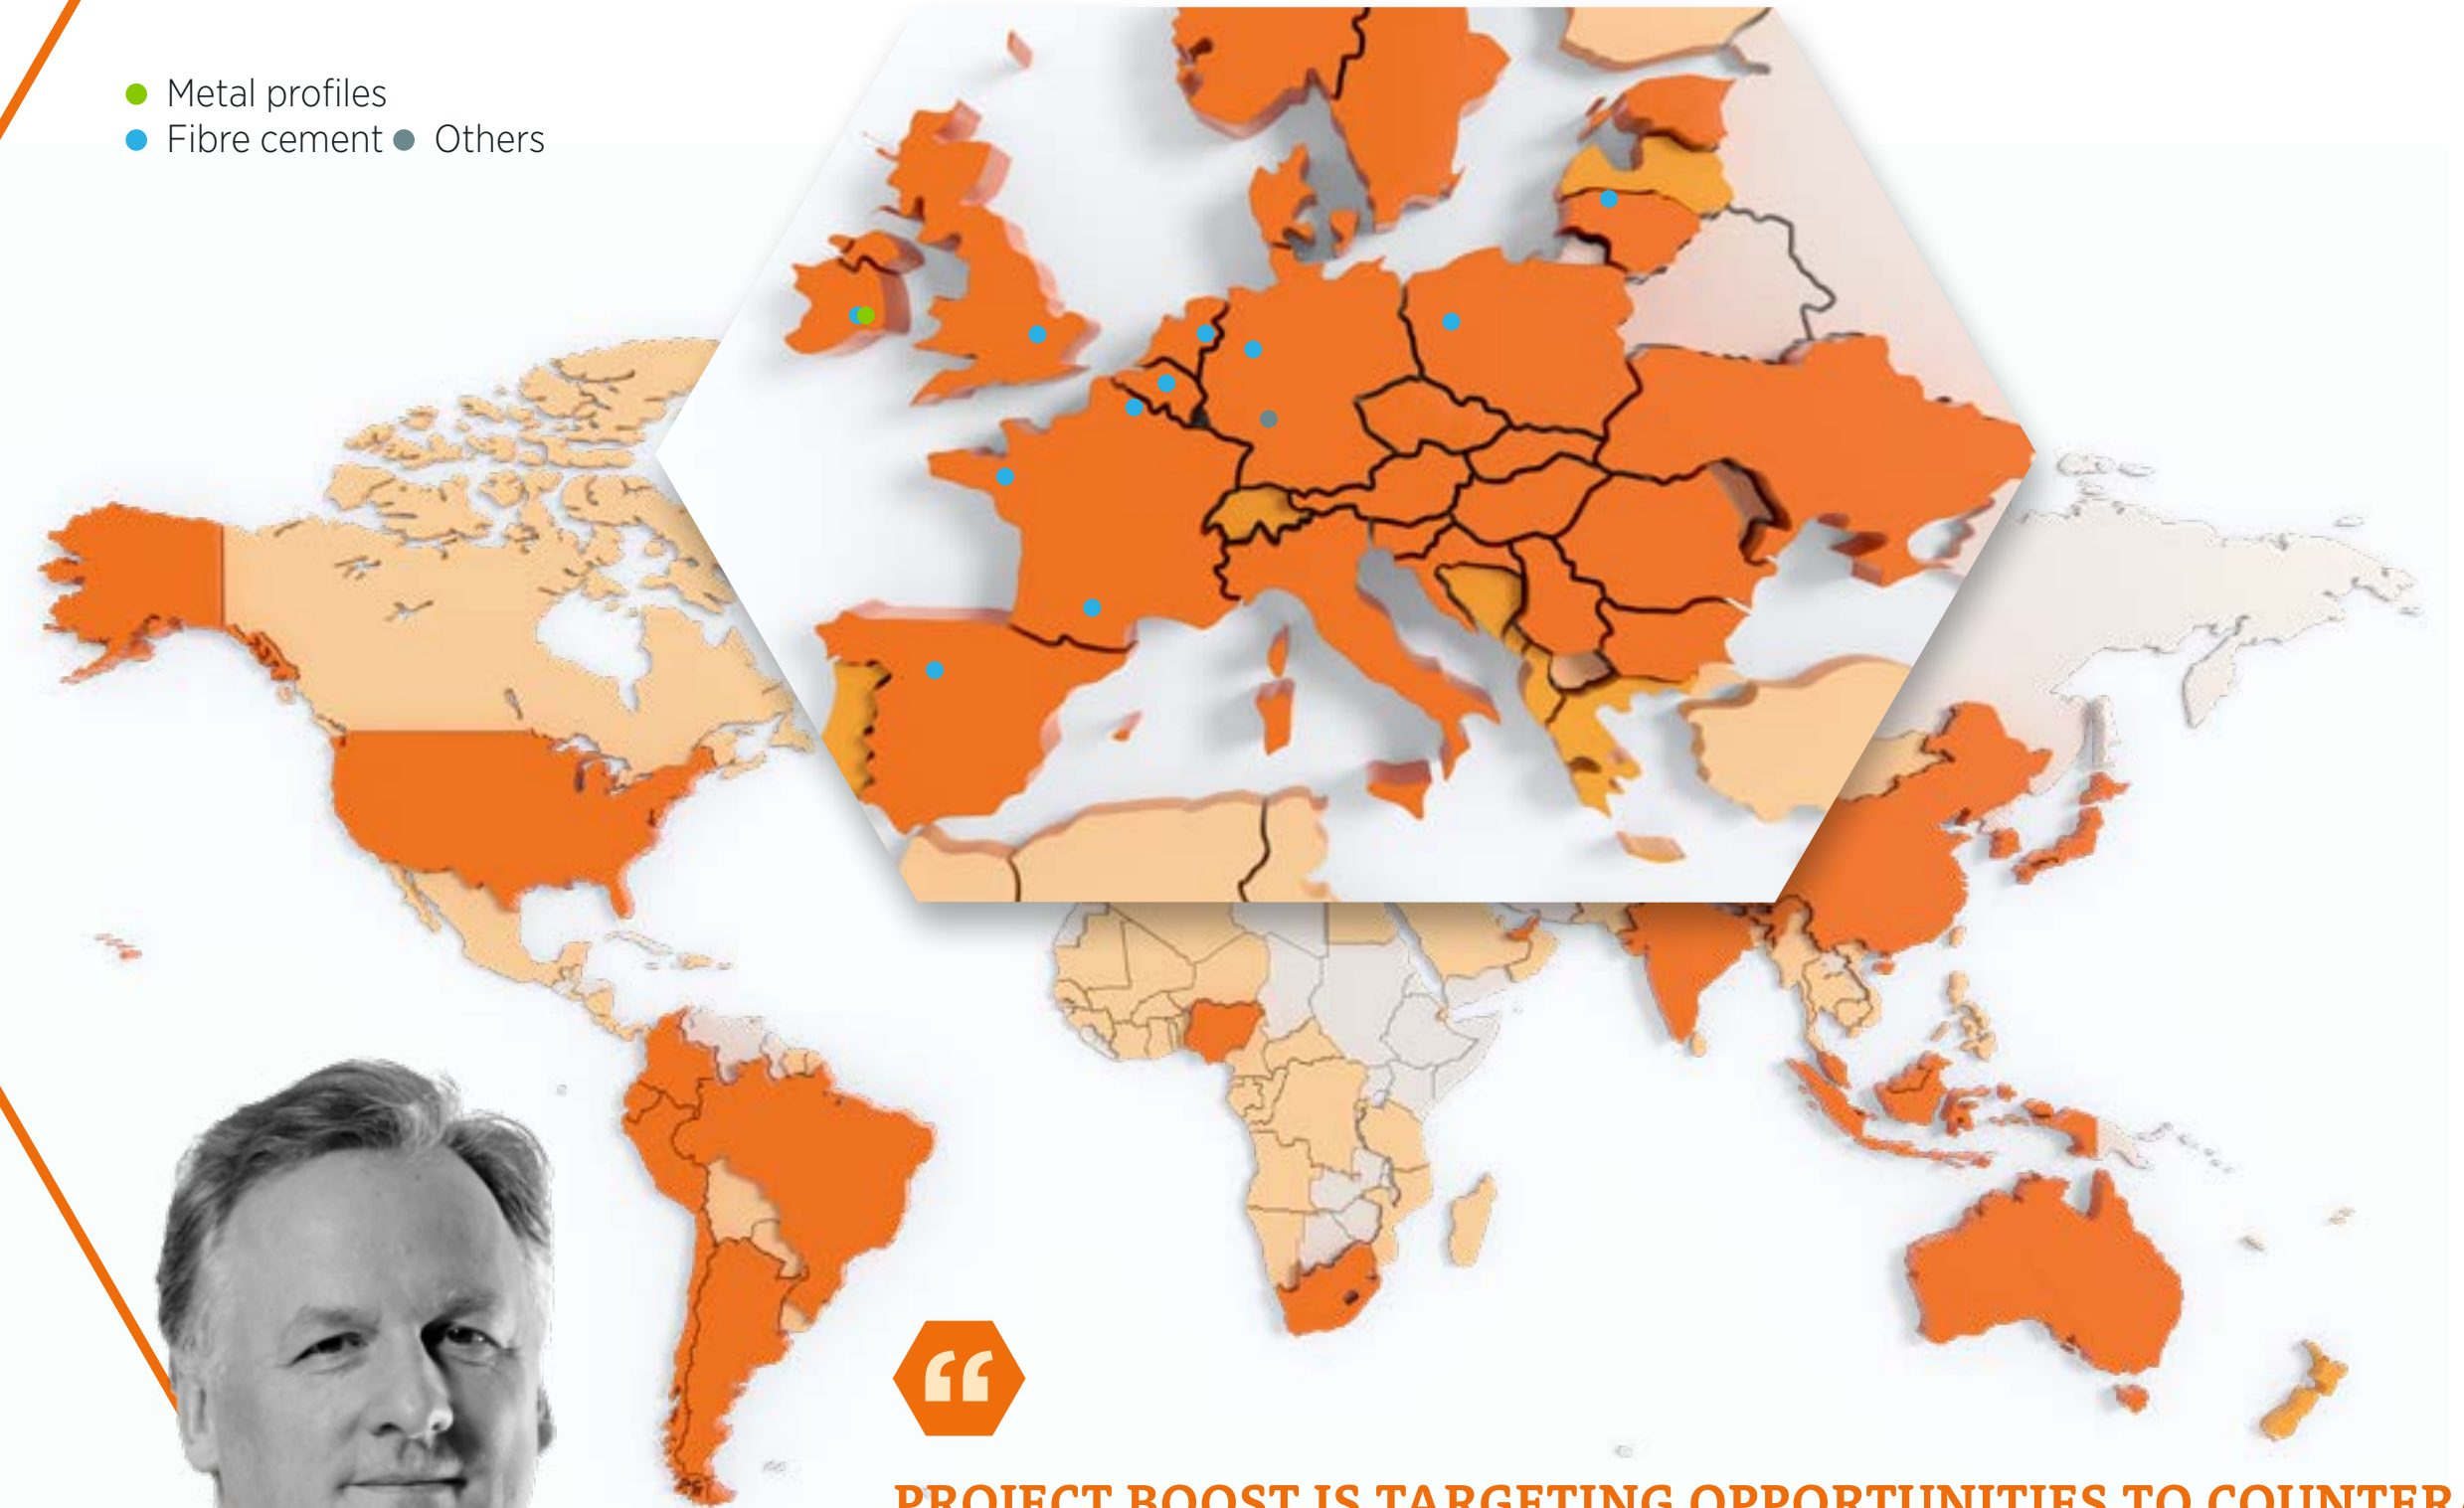 Metal profiles
Fibre cement Others
“
PROJECT BOOST IS TARGETING OPPORTUNITIES TO COUNTER